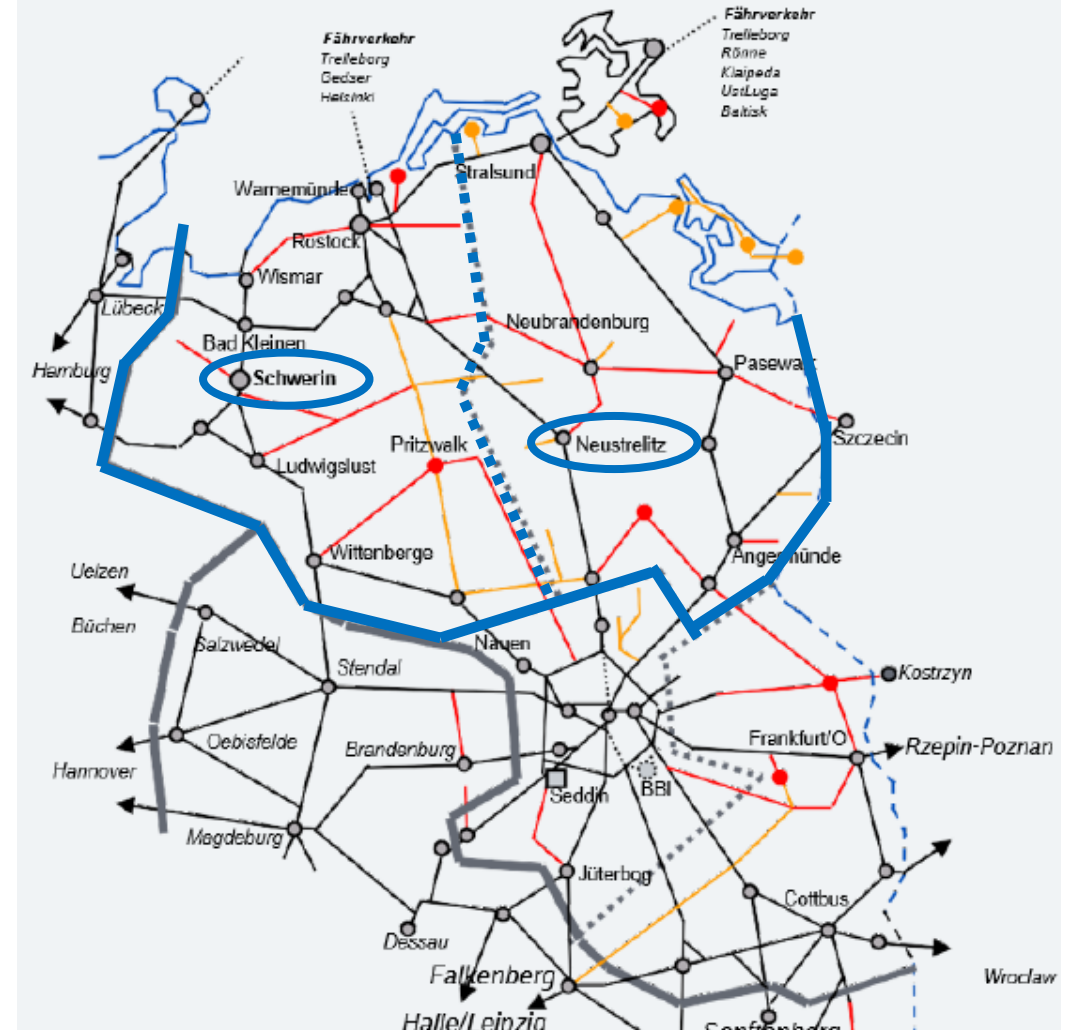 Fährverkehr
Trelleborg
Rönne
Klaipeda
UstLuga
Baltisk
Fährverkehr
Trelleborg
Gedser
Helsinki
Stralsund
Warnemünde
Rostock
Wismar
Lübeck
Neubrandenburg
Bad Kleinen
Pasewalk
Hamburg
Schwerin
Szczecin
Pritzwalk
Neustrelitz
Ludwigslust
Wittenberge
Angermünde
Uelzen
Büchen
Salzwedel
Nauen
Stendal
Kostrzyn
Oebisfelde
Brandenburg
Frankfurt/O
Rzepin-Poznan
Hannover
Seddin
BBI
Magdeburg
Jüterbog
Cottbus
Dessau
Falkenberg
Wroclaw
Halle/Leipzig
Senftenberg